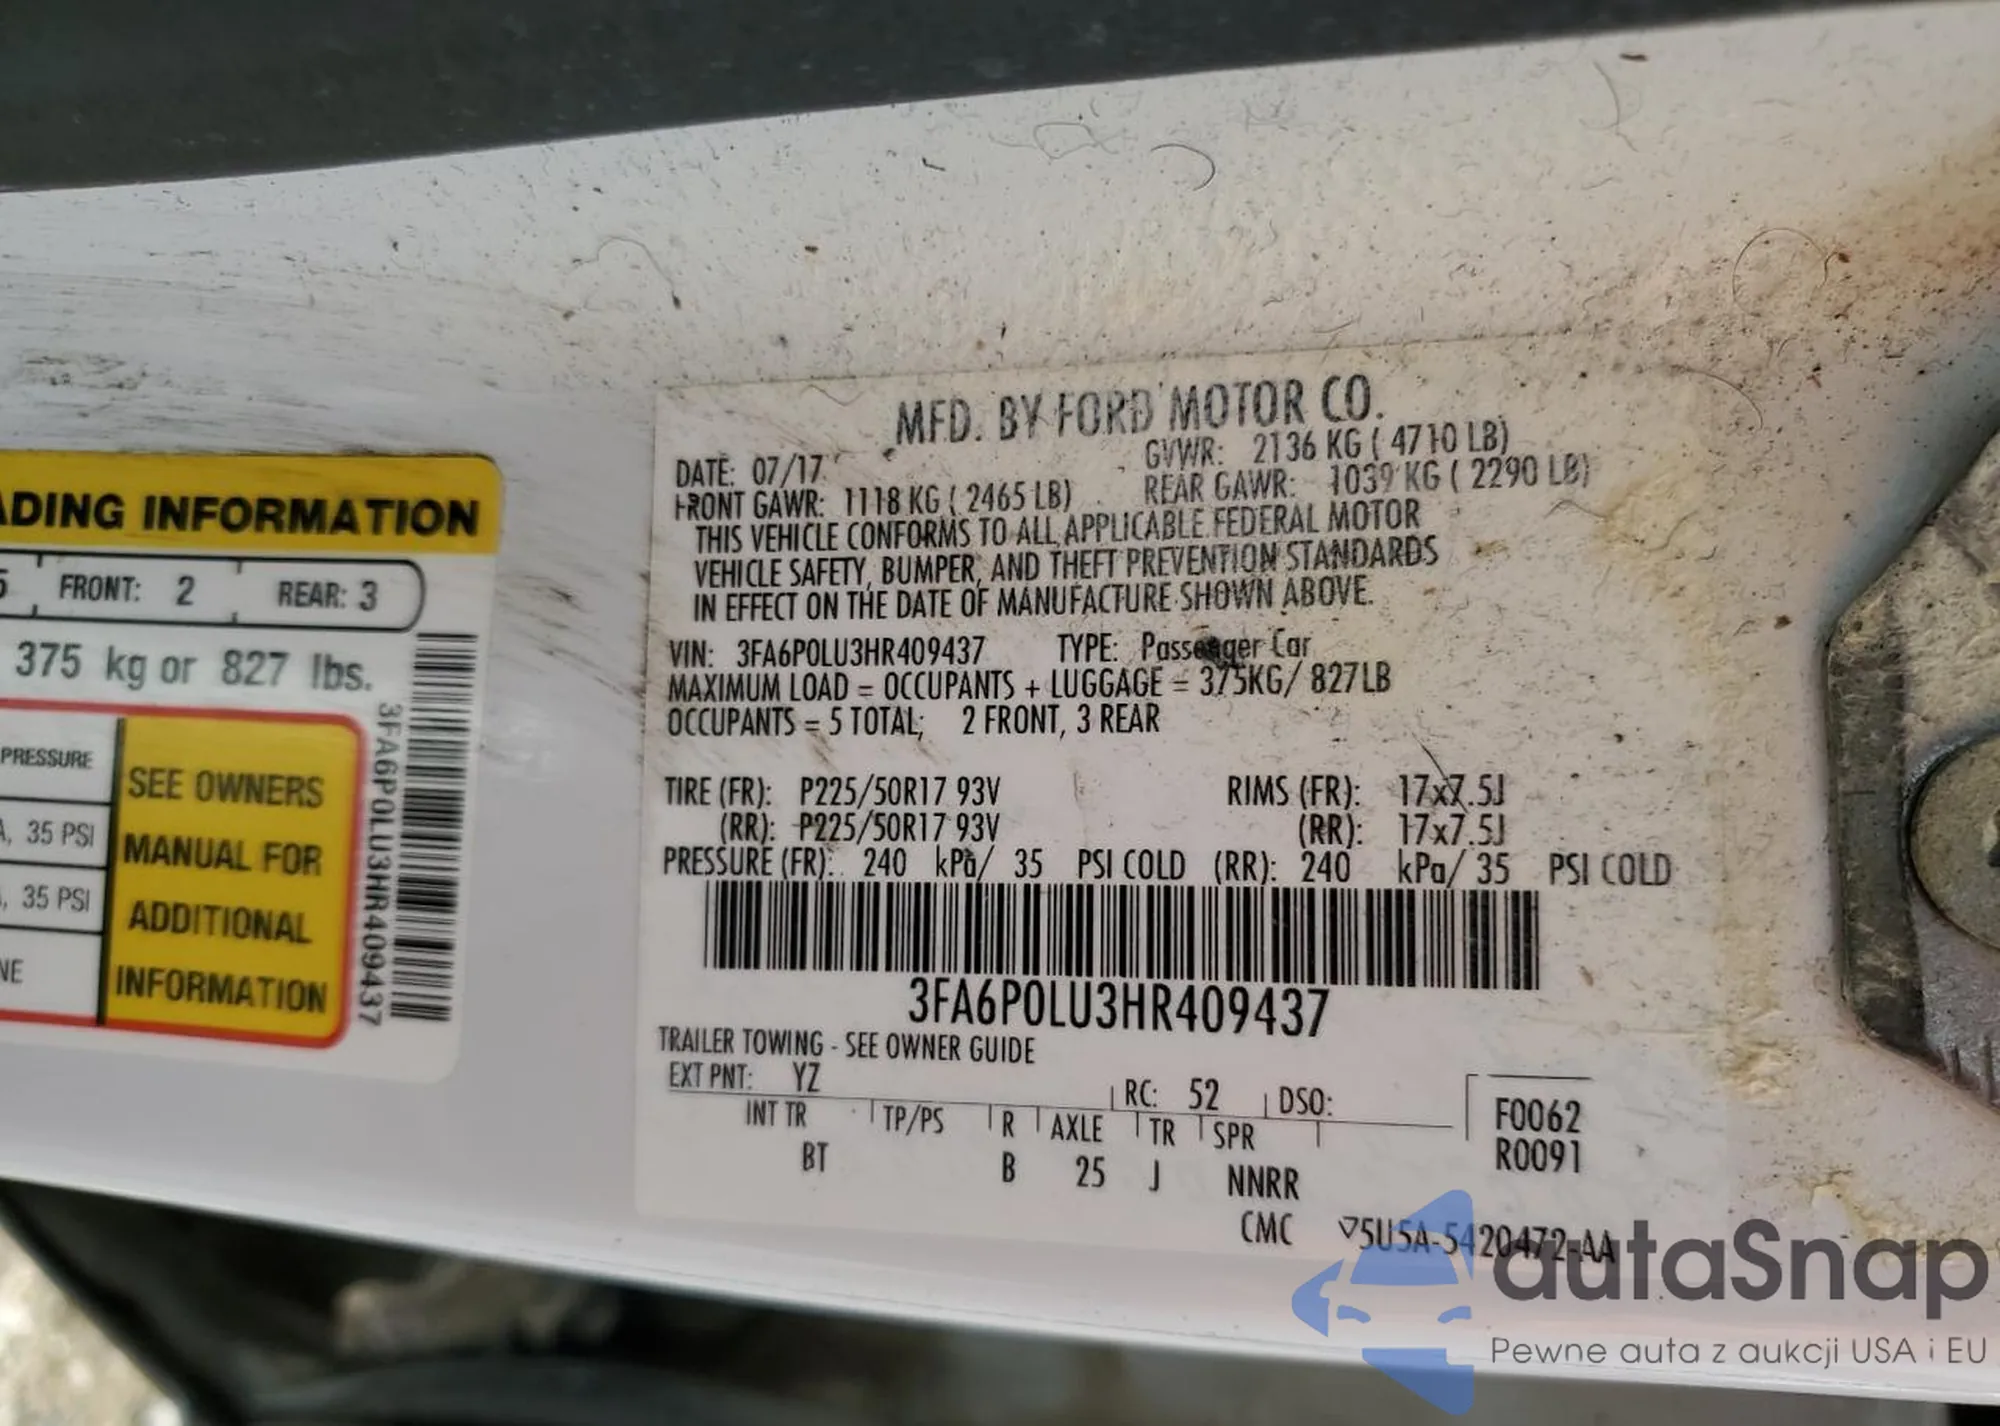 ADING INFORMATION
FRONT: 2 REAR: 3
375 kg or 827 lbs.
PRESSURE
35 PSI
35 PSI
SEE OWNERS
MANUAL FOR
ADDITIONAL
INFORMATION
3FA6P0LU3HR409437
MFD. BY FORD MOTOR CO.
DATE: 07/17 GVWR: 2136 KG ( 4710 LB)
FRONT GAWR: 1118 KG ( 2465 LB) REAR GAWR: 1039 KG ( 2290 LB)
THIS VEHICLE CONFORMS TO ALL APPLICABLE FEDERAL MOTOR
VEHICLE SAFETY, BUMPER, AND THEFT PREVENTION STANDARDS
IN EFFECT ON THE DATE OF MANUFACTURE SHOWN ABOVE.
VIN: 3FA6P0LU3HR409437 TYPE: Passenger Car
MAXIMUM LOAD = OCCUPANTS + LUGGAGE = 375KG/ 827LB
OCCUPANTS = 5 TOTAL; 2 FRONT, 3 REAR
TIRE (FR): P225/50R17 93V RIMS (FR): 17x7.5J
(RR): P225/50R17 93V (RR): 17x7.5J
PRESSURE (FR): 240 kPa/ 35 PSI COLD (RR): 240 kPa/ 35 PSI COLD
3FA6P0LU3HR409437
TRAILER TOWING - SEE OWNER GUIDE
EXT PNT: YZ RC: 52 DSO:
INT TR TP/PS R AXLE TR SPR
BT B 25 J NNRR
F0062
R0091
CMC ▽5U5A-5420472-AA
autaSnap
Pewne auta z aukcji USA i EU